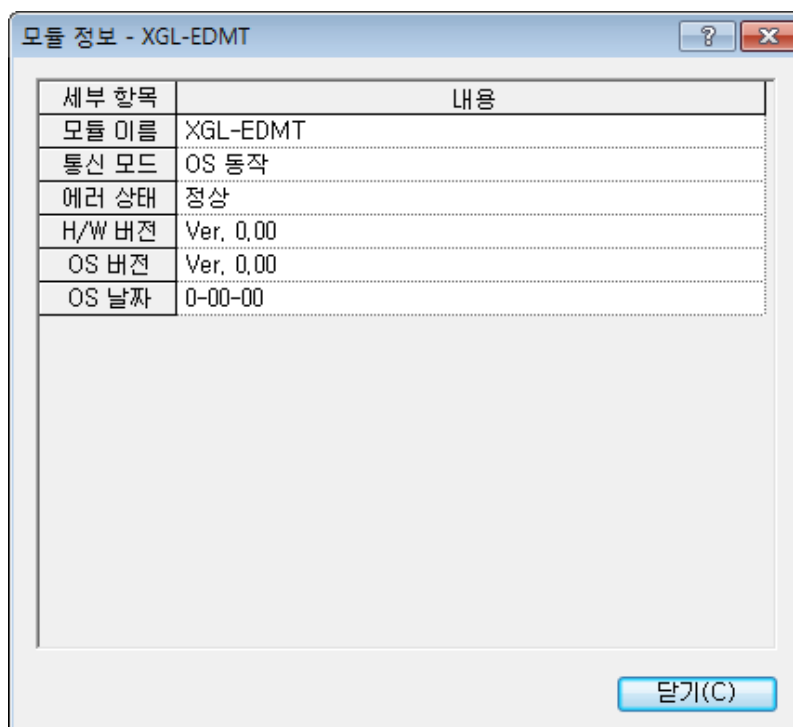 모듈 정보 - XGL-EDMT
세부 항목 내용
모듈 이름 XGL-EDMT
통신 모드 OS 동작
에러 상태 정상
H/W 버전 Ver, 0,00
OS 버전 Ver, 0,00
OS 날짜 0-00-00
닫기(C)